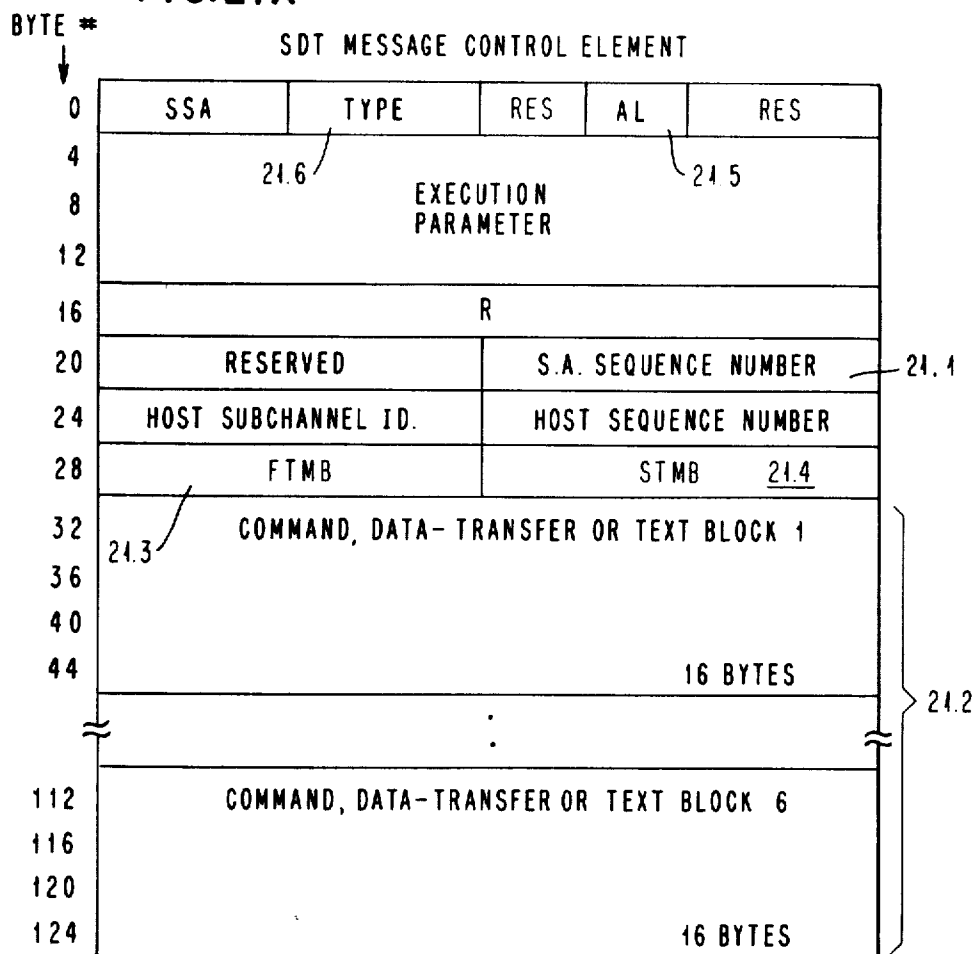 BYTE #
SDT MESSAGE CONTROL ELEMENT
0 SSA TYPE RES AL RES
4 21.6 21.5
8 EXECUTION
PARAMETER
12
16 R
20 RESERVED S.A. SEQUENCE NUMBER 21.1
24 HOST SUBCHANNEL ID. HOST SEQUENCE NUMBER
28 FTMB STMB 21.4
32 COMMAND, DATA-TRANSFER OR TEXT BLOCK 1
21.3
36
40
44 16 BYTES
21.2
112 COMMAND, DATA-TRANSFER OR TEXT BLOCK 6
116
120
124 16 BYTES